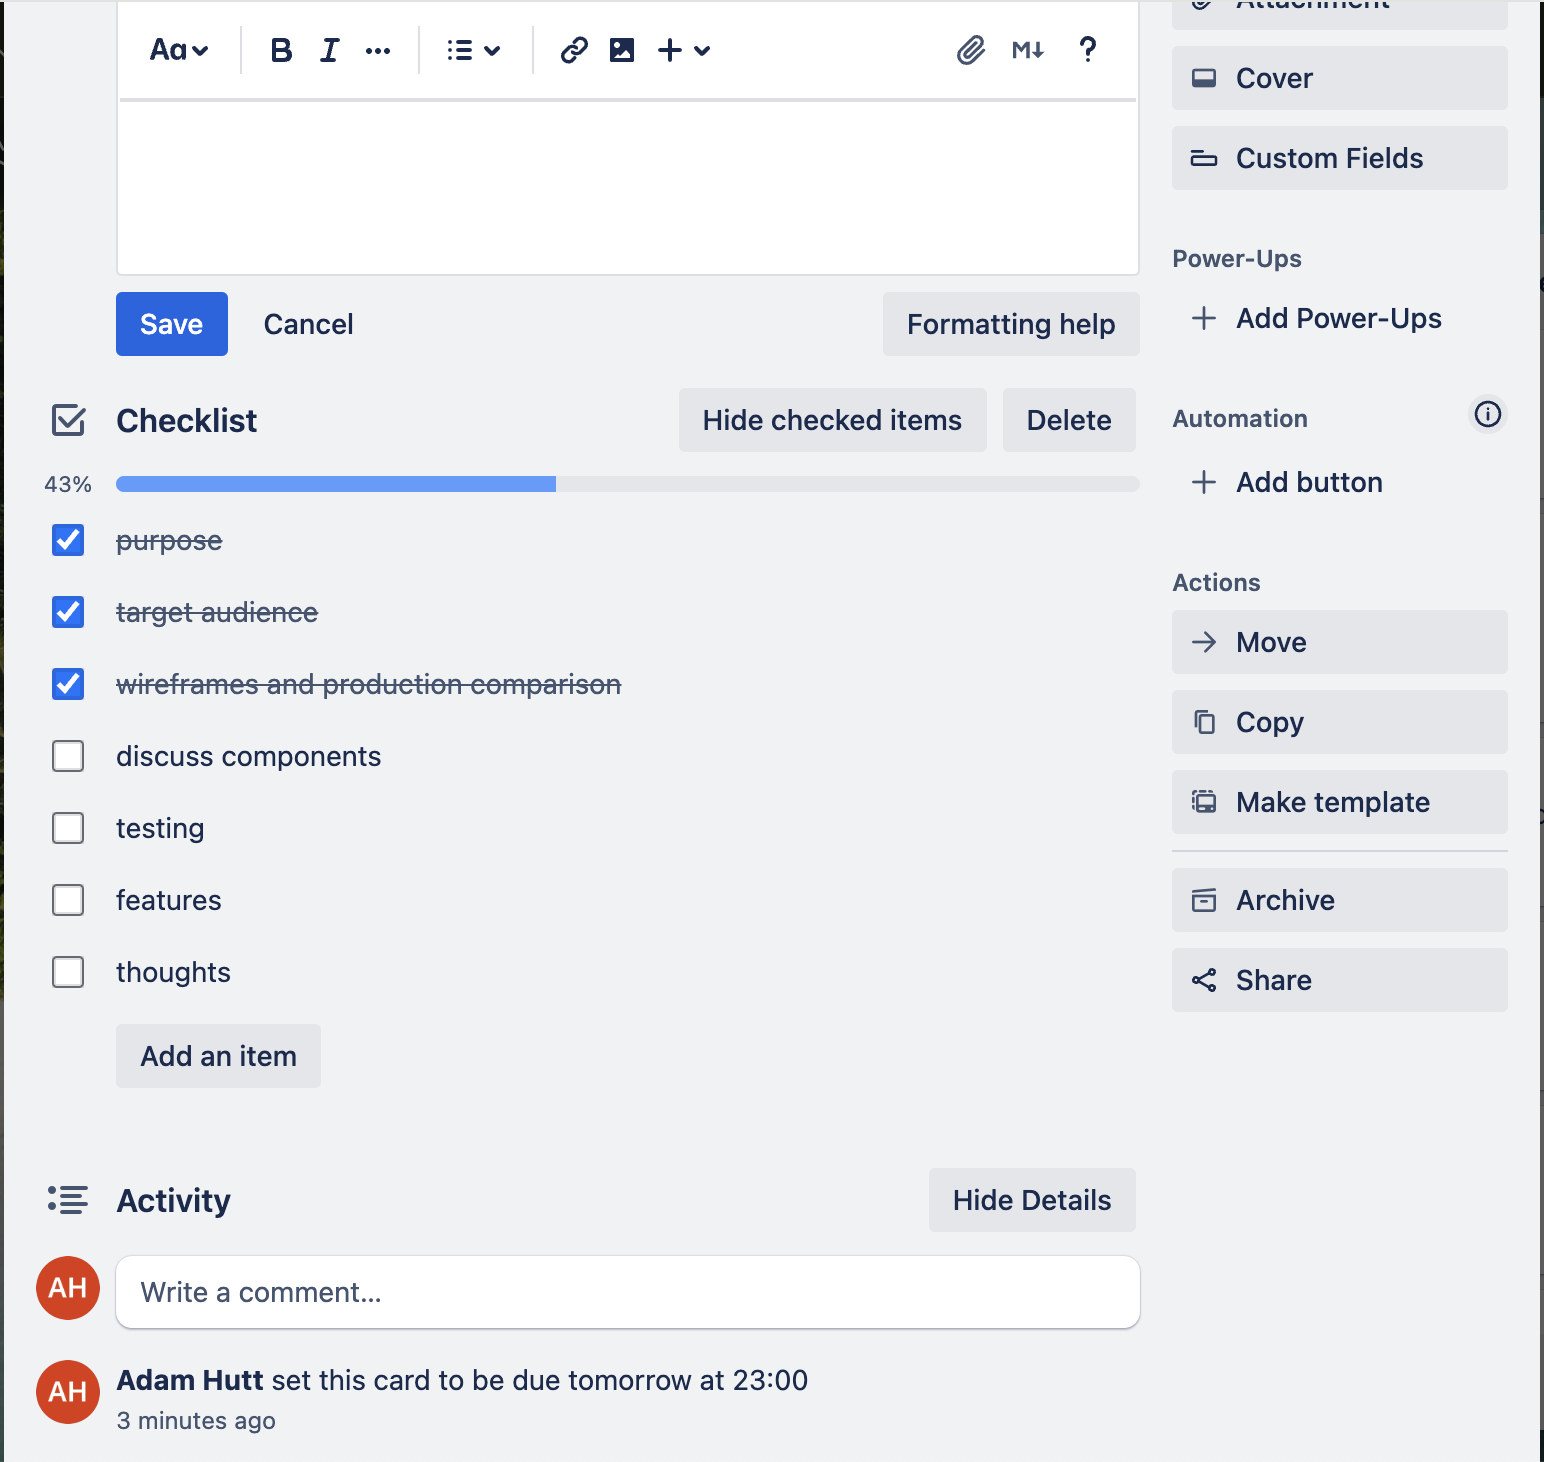 Aa
B I ...
M↓ ?
Save
Cancel
Formatting help
Checklist
Hide checked items
Delete
43%
purpose
target audience
wireframes and production comparison
discuss components
testing
features
thoughts
Add an item
Activity
Hide Details
AH
Write a comment...
AH
Adam Hutt set this card to be due tomorrow at 23:00
3 minutes ago
Attachment
Cover
Custom Fields
Power-Ups
Add Power-Ups
Automation
Add button
Actions
Move
Copy
Make template
Archive
Share